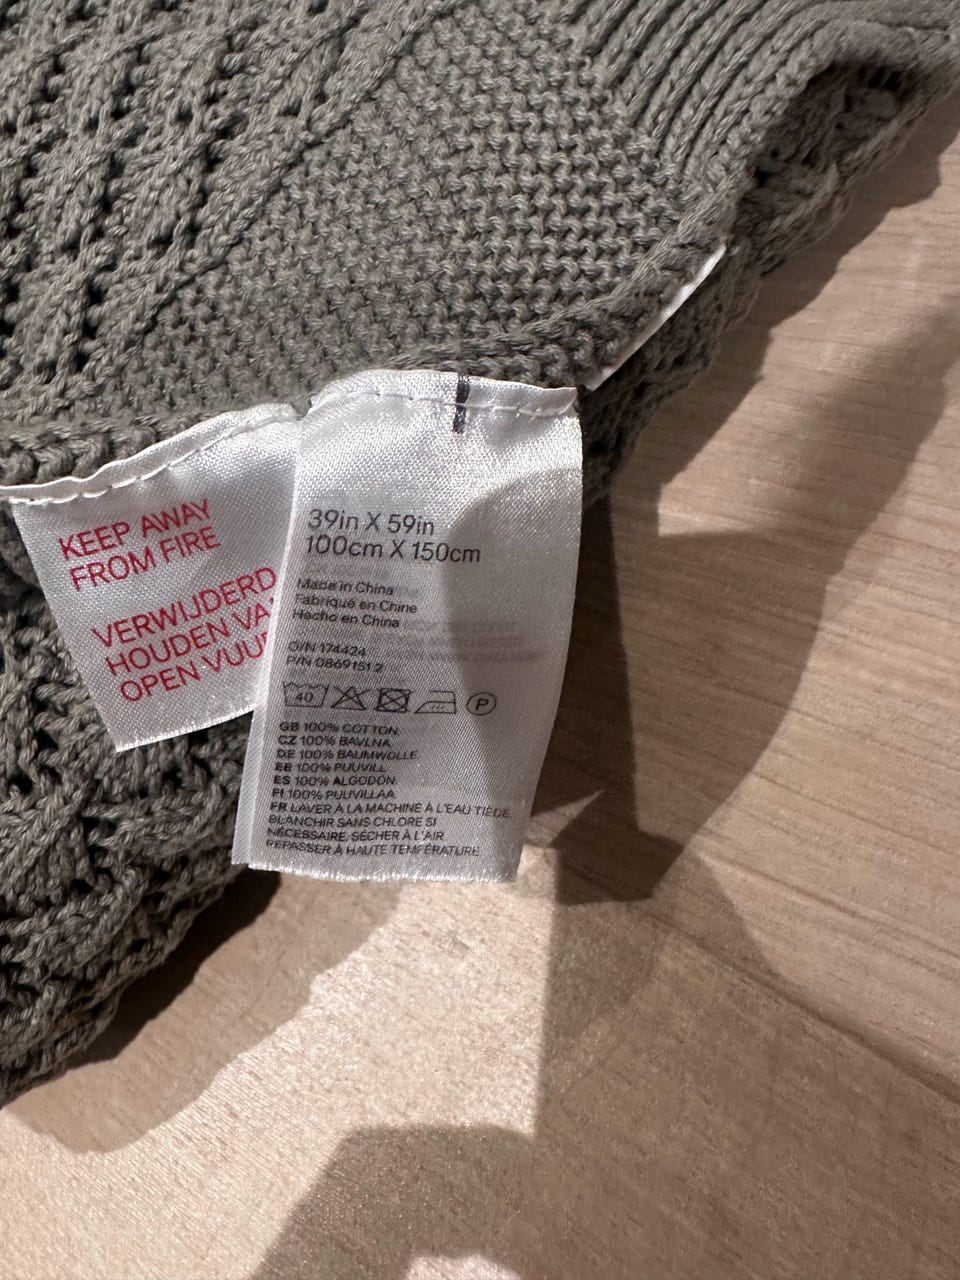 KEEP AWAY
FROM FIRE
VERWIJDERD
HOUDEN VA
OPEN VUU
39in X 59in
100cm X 150cm
Made in China
Fabriqué en Chine
Hecho en China
O/N 174424
P/N 0869151 2
40
P
GB 100% COTTON
CZ 100% BAVLNA
DE 100% BAUMWOLLE
EE 100% PUUVILL
ES 100% ALGODÓN
FI 100% PUUVILLAA
FR LAVER À LA MACHINE À L'EAU TIÈDE
BLANCHIR SANS CHLORE SI
NÉCESSAIRE SÉCHER À L'AIR
REPASSER À HAUTE TEMPÉRATURE